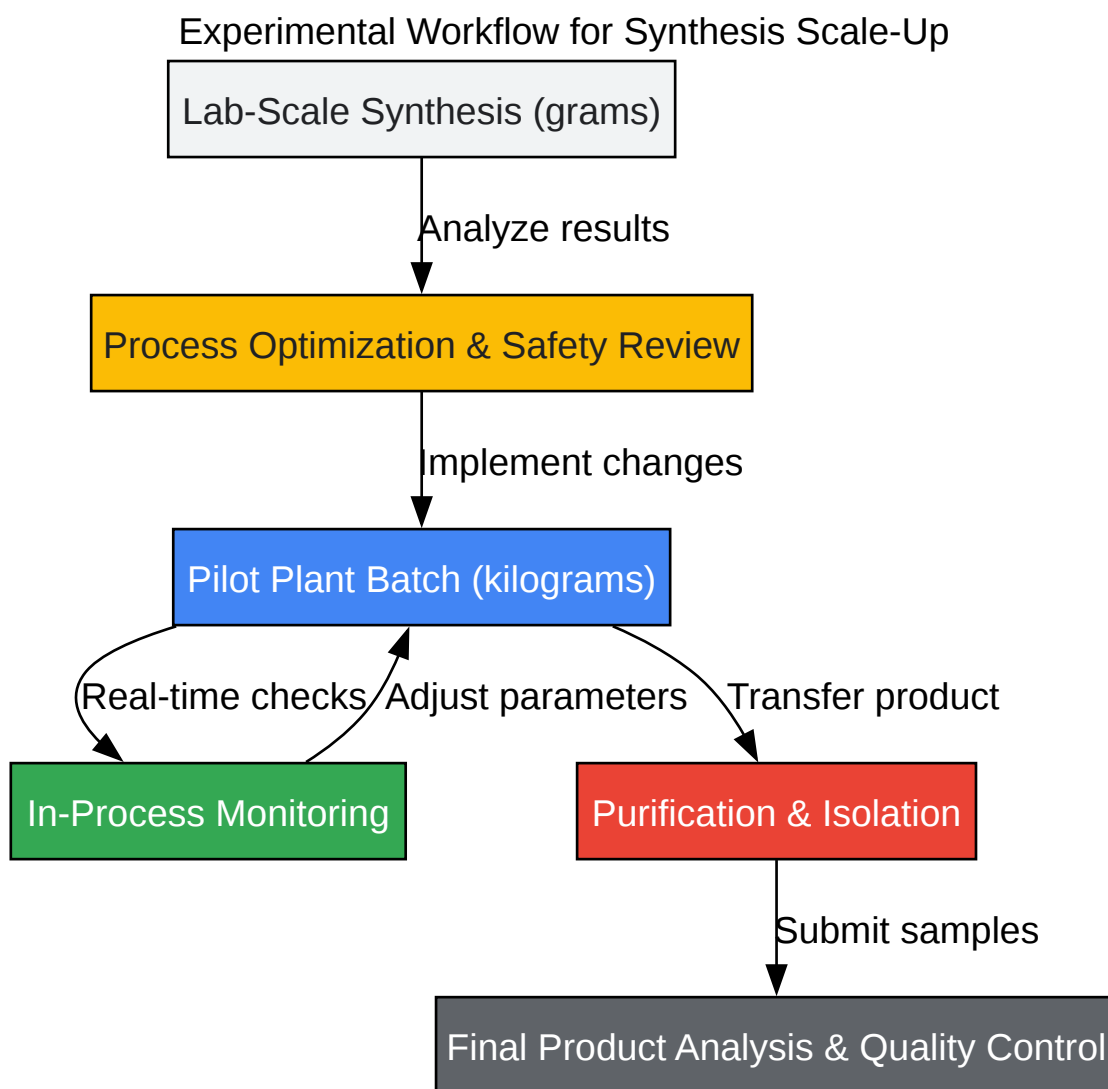 Experimental Workflow for Synthesis Scale-Up
Lab-Scale Synthesis (grams)
Analyze results
Process Optimization & Safety Review
Implement changes
Pilot Plant Batch (kilograms)
Real-time checks
Adjust parameters
Transfer product
In-Process Monitoring
Purification & Isolation
Submit samples
Final Product Analysis & Quality Control